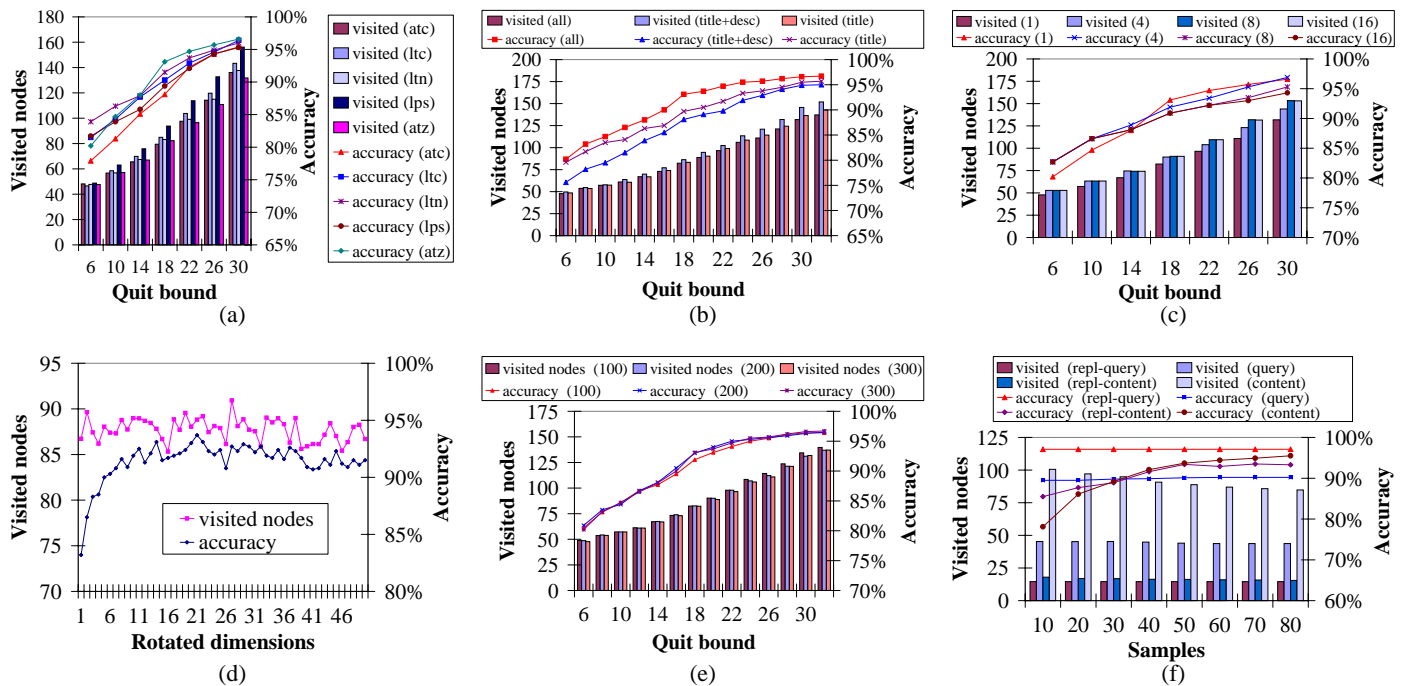 Visited nodes
180
160
140
120
100
80
60
40
20
0
100%
95%
90%
85%
80%
75%
70%
65%
Accuracy
6 10 14 18 22 26 30
Quit bound
(a)
visited (atc)
visited (ltc)
visited (ltn)
visited (lps)
visited (atz)
accuracy (atc)
accuracy (ltc)
accuracy (ltn)
accuracy (lps)
accuracy (atz)
visited (all) visited (title+desc) visited (title)
accuracy (all) accuracy (title+desc) accuracy (title)
Visited nodes
200
175
150
125
100
75
50
25
0
100%
95%
90%
85%
80%
75%
70%
65%
Accuracy
6 10 14 18 22 26 30
Quit bound
(b)
visited (1) visited (4) visited (8) visited (16)
accuracy (1) accuracy (4) accuracy (8) accuracy (16)
Visited nodes
200
175
150
125
100
75
50
25
0
100%
95%
90%
85%
80%
75%
70%
Accuracy
6 10 14 18 22 26 30
Quit bound
(c)
Visited nodes
95
90
85
80
75
70
100%
95%
90%
85%
80%
Accuracy
visited nodes
accuracy
1 6 11 16 21 26 31 36 41 46
Rotated dimensions
(d)
visited nodes (100) visited nodes (200) visited nodes (300)
accuracy (100) accuracy (200) accuracy (300)
Visited nodes
175
150
125
100
75
50
25
0
100%
95%
90%
85%
80%
75%
70%
Accuracy
6 10 14 18 22 26 30
Quit bound
(e)
visited (repl-query) visited (query)
visited (repl-content) visited (content)
accuracy (repl-query) accuracy (query)
accuracy (repl-content) accuracy (content)
Visited nodes
125
100
75
50
25
0
100%
90%
80%
70%
60%
Accuracy
10 20 30 40 50 60 70 80
Samples
(f)